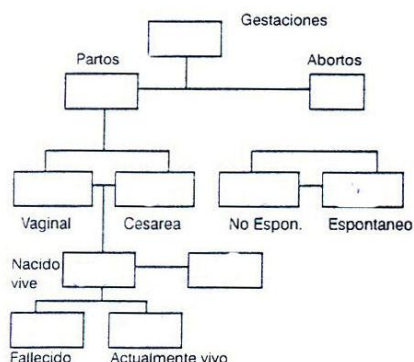 Gestaciones
Partos
Abortos
Vaginal
Cesarea
No Espon.
Espontaneo
Nacido
vive
Fallecido
Actualmente vivo